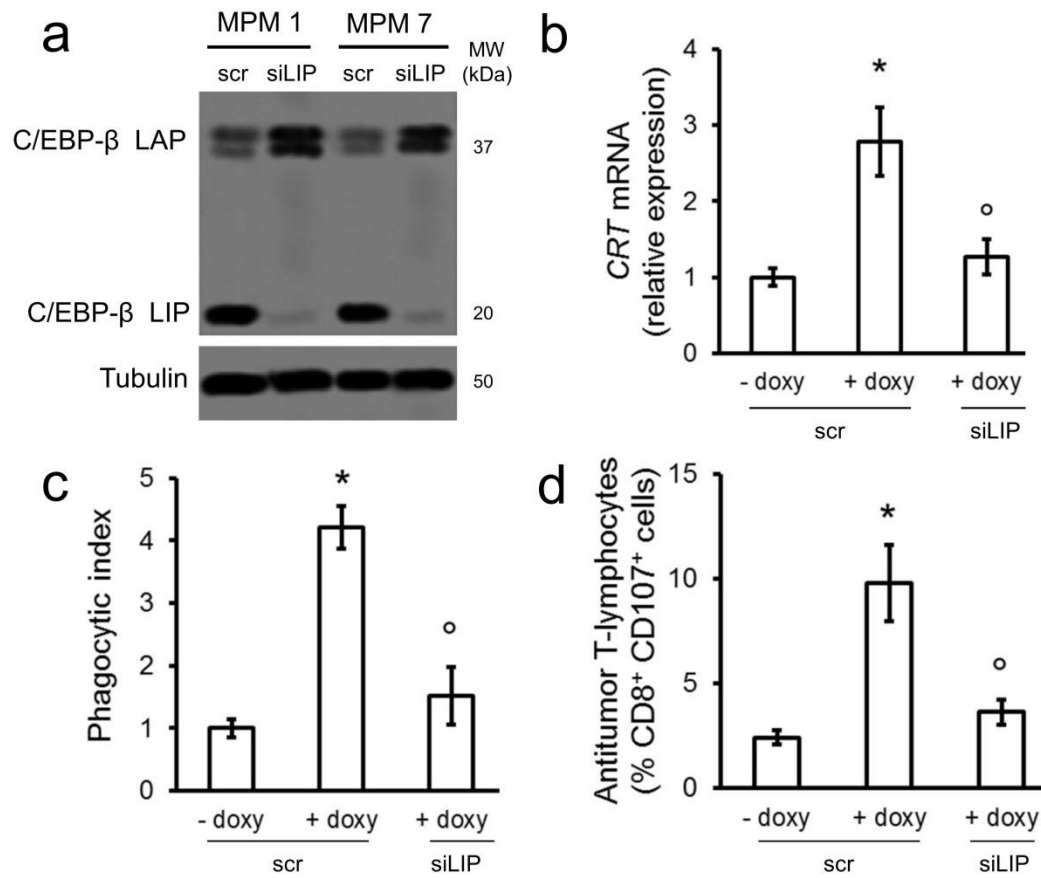 a
MPM 1 MPM 7
scr siLIP scr siLIP
MW
(kDa)
C/EBP-β LAP
37
C/EBP-β LIP
20
Tubulin
50
b
CRT mRNA
(relative expression)
4
3
2
1
0
*
°
- doxy + doxy + doxy
scr siLIP
c
Phagocytic index
5
4
3
2
1
0
*
°
- doxy + doxy + doxy
scr siLIP
d
Antitumor T-lymphocytes
(% CD8⁺ CD107⁺ cells)
15
10
5
0
*
°
- doxy + doxy + doxy
scr siLIP